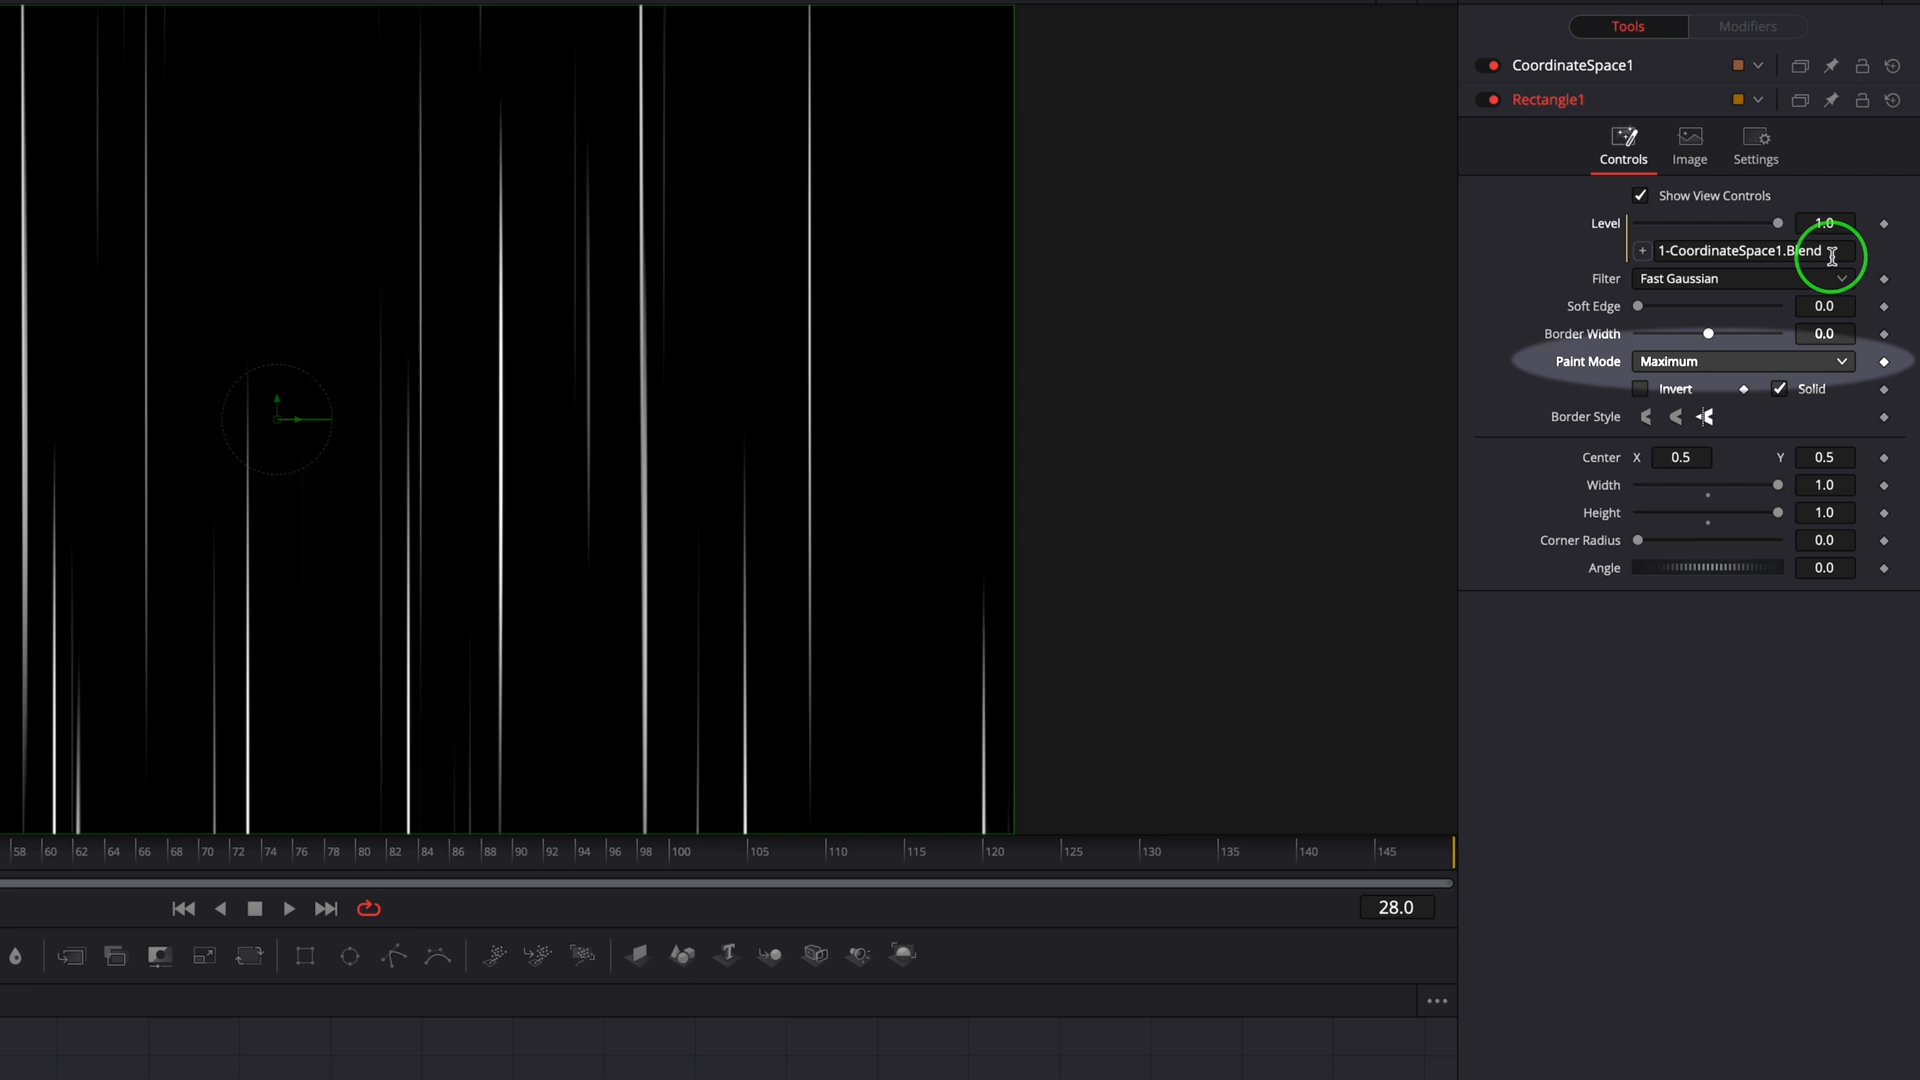 Tools Modifiers
CoordinateSpace1
Rectangle1
Controls Image Settings
Show View Controls
Level 1.0
+ 1-CoordinateSpace1.Blend
Filter Fast Gaussian
Soft Edge 0.0
Border Width 0.0
Paint Mode Maximum
Invert Solid
Border Style
Center X 0.5 Y 0.5
Width 1.0
Height 1.0
Corner Radius 0.0
Angle 0.0
58 60 62 64 66 68 70 72 74 76 78 80 82 84 86 88 90 92 94 96 98 100 105 110 115 120 125 130 135 140 145
28.0
T